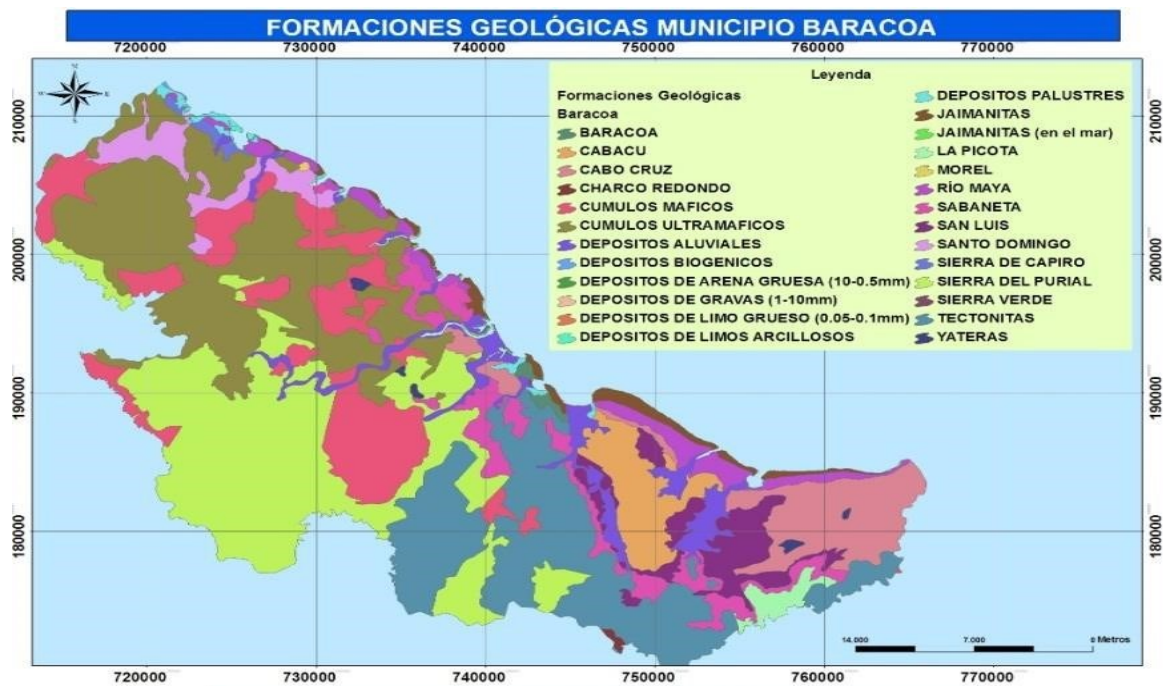 FORMACIONES GEOLÓGICAS MUNICIPIO BARACOA
720000 730000 740000 750000 760000 770000
210000
200000
190000
180000
N
W E
S
Leyenda
Formaciones Geológicas
Baracoa
BARACOA
CABACU
CABO CRUZ
CHARCO REDONDO
CUMULOS MAFICOS
CUMULOS ULTRAMAFICOS
DEPOSITOS ALUVIALES
DEPOSITOS BIOGENICOS
DEPOSITOS DE ARENA GRUESA (10-0.5mm)
DEPOSITOS DE GRAVAS (1-10mm)
DEPOSITOS DE LIMO GRUESO (0.05-0.1mm)
DEPOSITOS DE LIMOS ARCILLOSOS
DEPOSITOS PALUSTRES
JAIMANITAS
JAIMANITAS (en el mar)
LA PICOTA
MOREL
RÍO MAYA
SABANETA
SAN LUIS
SANTO DOMINGO
SIERRA DE CAPIRO
SIERRA DEL PURIAL
SIERRA VERDE
TECTONITAS
YATERAS
210000
200000
190000
180000
14.000 7.000 0 Metros
720000 730000 740000 750000 760000 770000